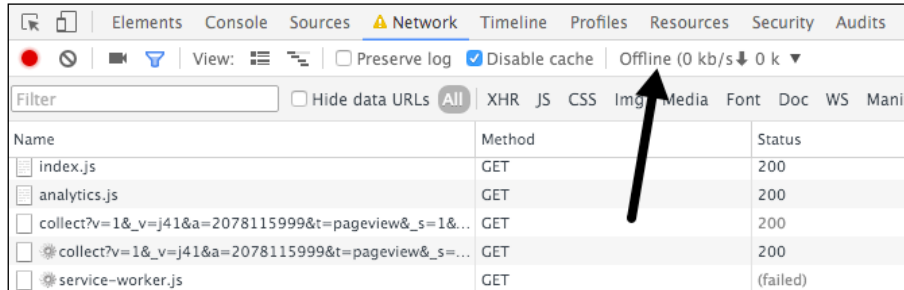 Elements Console Sources Network Timeline Profiles Resources Security Audits
View: Preserve log Disable cache Offline (0 kb/s 0 k
Filter Hide data URLs All XHR JS CSS Img Media Font Doc WS Mani
Name Method Status
index.js GET 200
analytics.js GET 200
collect?v=1&_v=j41&a=2078115999&t=pageview&_s=1&... GET 200
collect?v=1&_v=j41&a=2078115999&t=pageview&_s=... GET 200
service-worker.js GET (failed)